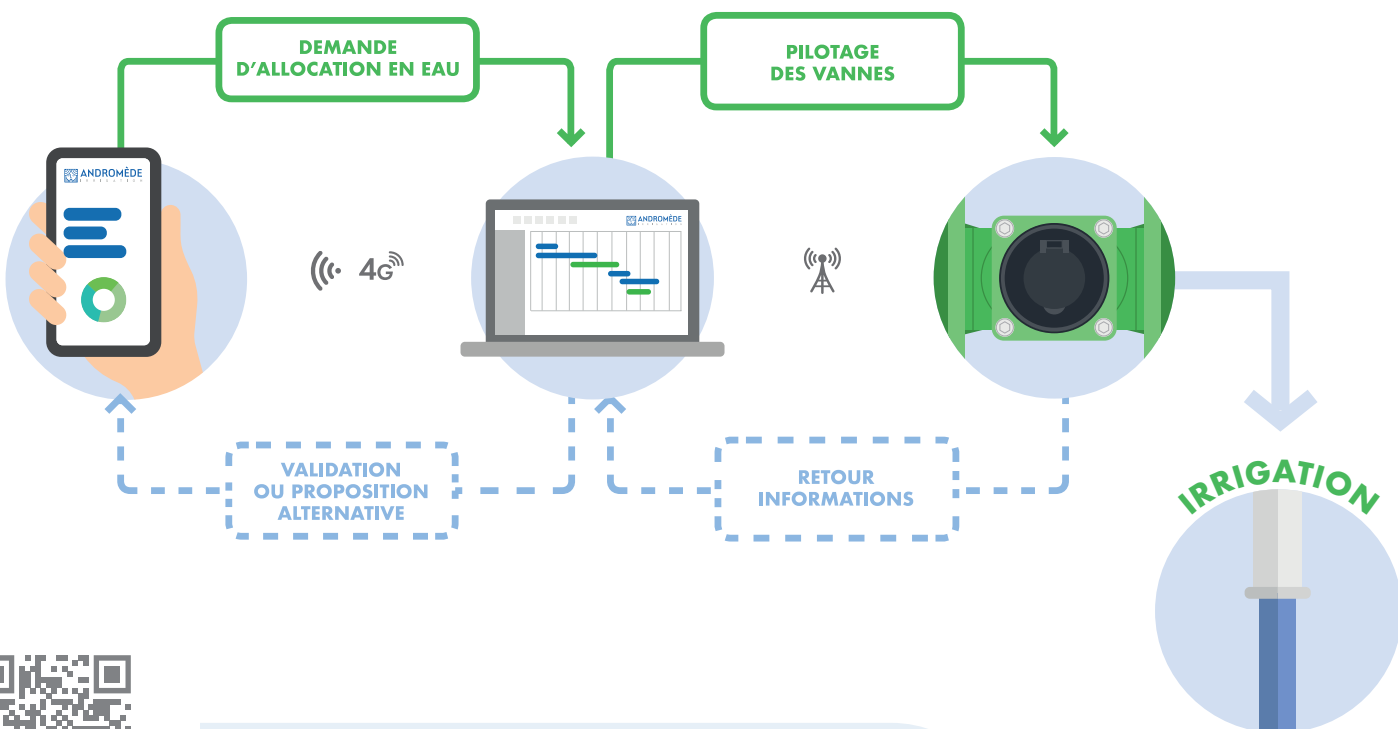 DEMANDE
D'ALLOCATION EN EAU
PILOTAGE
DES VANNES
ANDROMÈDE
ANDROMÈDE
4G
VALIDATION
OU PROPOSITION
ALTERNATIVE
RETOUR
INFORMATIONS
IRRIGATION